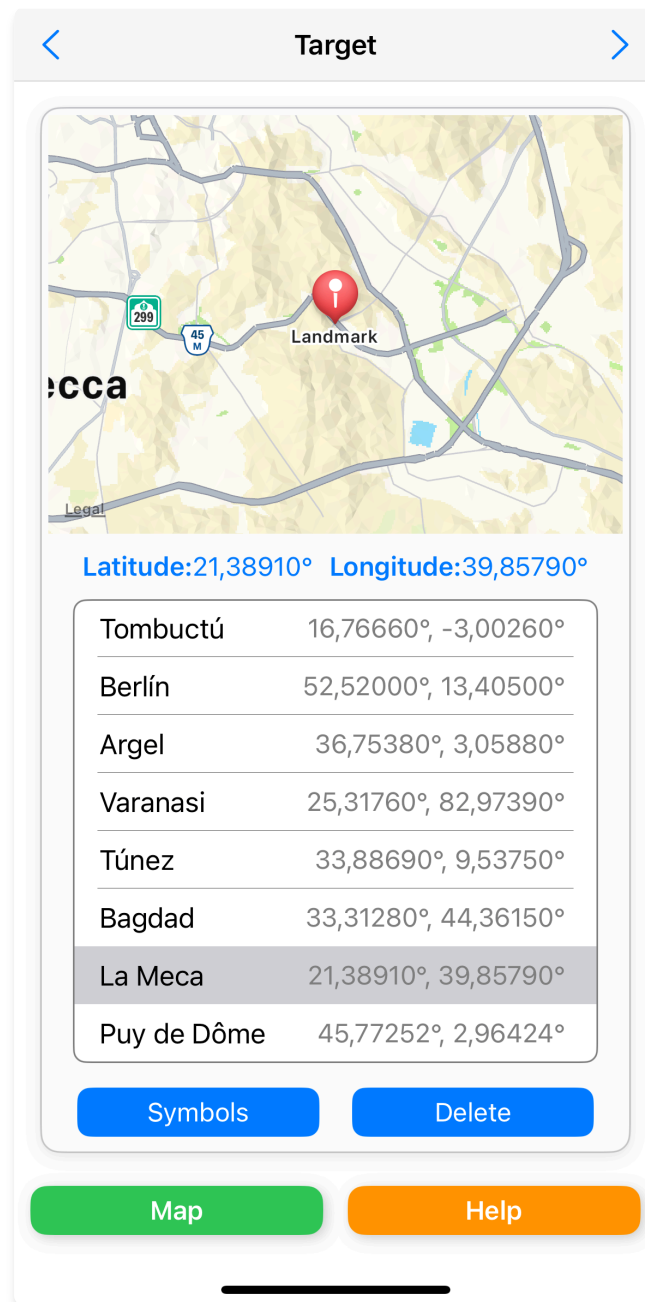 Target
299
45
M
Landmark
ecca
Legal
Latitude:21,38910° Longitude:39,85790°
Tombuctú 16,76660°, -3,00260°
Berlín 52,52000°, 13,40500°
Argel 36,75380°, 3,05880°
Varanasi 25,31760°, 82,97390°
Túnez 33,88690°, 9,53750°
Bagdad 33,31280°, 44,36150°
La Meca 21,38910°, 39,85790°
Puy de Dôme 45,77252°, 2,96424°
Symbols Delete
Map Help